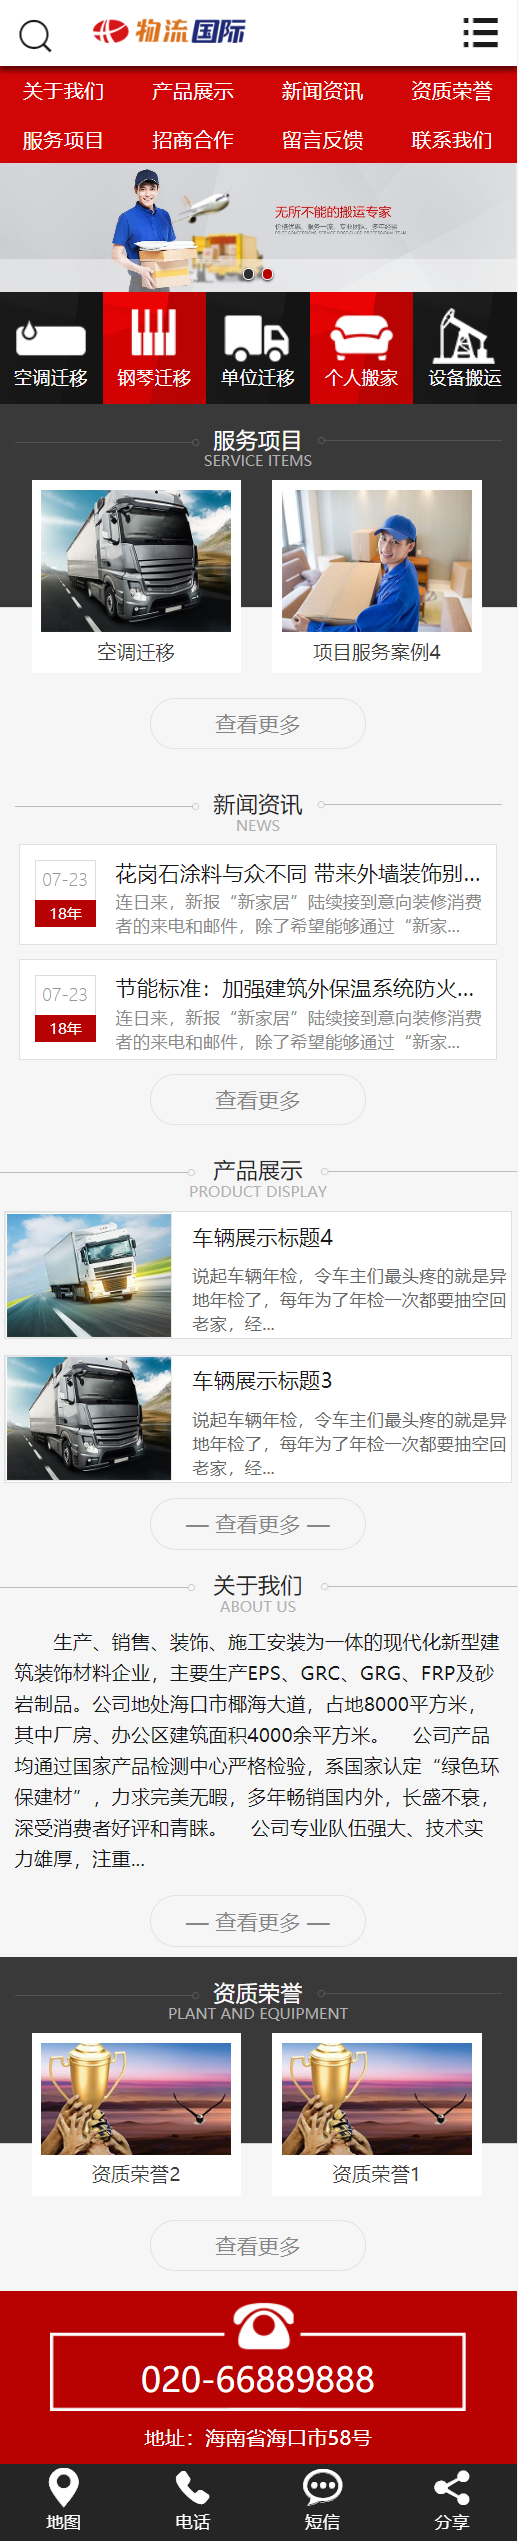 物流国际
关于我们 产品展示 新闻资讯 资质荣誉
服务项目 招商合作 留言反馈 联系我们
无所不能的搬运专家
价格优惠、服务一流、专业团队、多年经验
空调迁移 钢琴迁移 单位迁移 个人搬家 设备搬运
服务项目
SERVICE ITEMS
空调迁移 项目服务案例4
查看更多
新闻资讯
NEWS
花岗石涂料与众不同 带来外墙装饰别...
07-23
连日来，新报“新家居”陆续接到意向装修消费
18年
者的来电和邮件，除了希望能够通过“新家...
节能标准：加强建筑外保温系统防火...
07-23
连日来，新报“新家居”陆续接到意向装修消费
18年
者的来电和邮件，除了希望能够通过“新家...
查看更多
产品展示
PRODUCT DISPLAY
车辆展示标题4
说起车辆年检，令车主们最头疼的就是异
地年检了，每年为了年检一次都要抽空回
老家，经...
车辆展示标题3
说起车辆年检，令车主们最头疼的就是异
地年检了，每年为了年检一次都要抽空回
老家，经...
— 查看更多 —
关于我们
ABOUT US
生产、销售、装饰、施工安装为一体的现代化新型建
筑装饰材料企业，主要生产EPS、GRC、GRG、FRP及砂
岩制品。公司地处海口市椰海大道，占地8000平方米，
其中厂房、办公区建筑面积4000余平方米。 公司产品
均通过国家产品检测中心严格检验，系国家认定“绿色环
保建材”，力求完美无暇，多年畅销国内外，长盛不衰，
深受消费者好评和青睐。 公司专业队伍强大、技术实
力雄厚，注重...
— 查看更多 —
资质荣誉
PLANT AND EQUIPMENT
资质荣誉2 资质荣誉1
查看更多
020-66889888
地址：海南省海口市58号
地图 电话 短信 分享